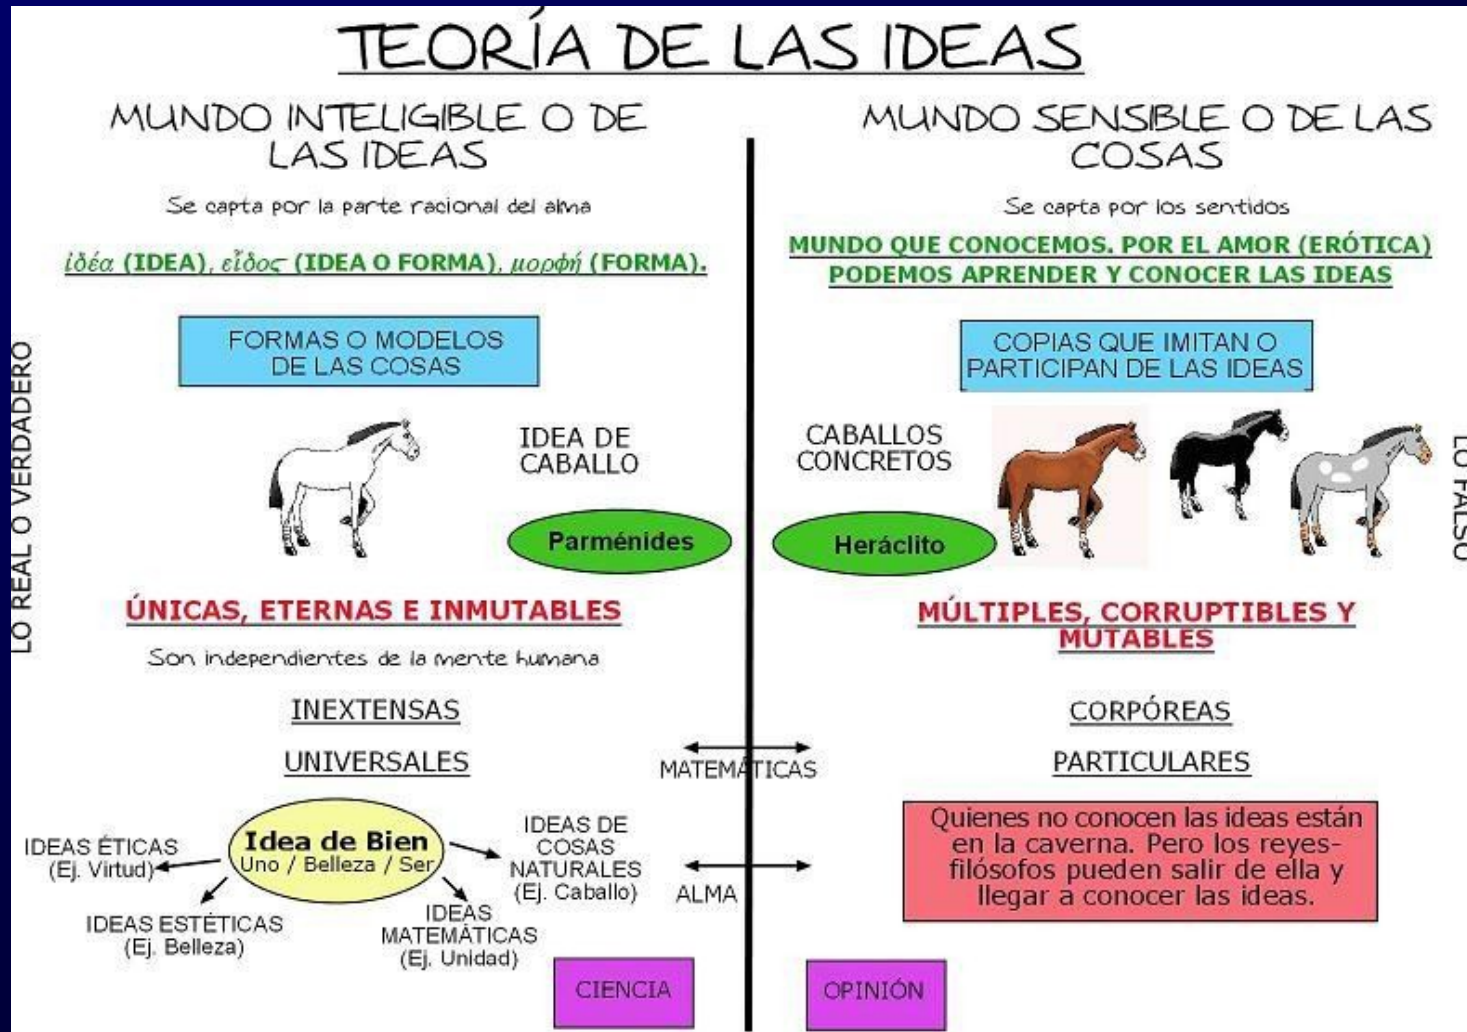 TEORÍA DE LAS IDEAS
MUNDO INTELIGIBLE O DE
LAS IDEAS
Se capta por la parte racional del alma
ἰδέα (IDEA), εἶδος (IDEA O FORMA), μορφή (FORMA).
FORMAS O MODELOS
DE LAS COSAS
LO REAL O VERDADERO
IDEA DE
CABALLO
Parménides
ÚNICAS, ETERNAS E INMUTABLES
Son independientes de la mente humana
INEXTENSAS
UNIVERSALES
Idea de Bien
Uno / Belleza / Ser
IDEAS ÉTICAS
(Ej. Virtud)
IDEAS ESTÉTICAS
(Ej. Belleza)
IDEAS
MATEMÁTICAS
(Ej. Unidad)
IDEAS DE
COSAS
NATURALES
(Ej. Caballo)
CIENCIA
MATEMÁTICAS
ALMA
MUNDO SENSIBLE O DE LAS
COSAS
Se capta por los sentidos
MUNDO QUE CONOCEMOS. POR EL AMOR (ERÓTICA)
PODEMOS APRENDER Y CONOCER LAS IDEAS
COPIAS QUE IMITAN O
PARTICIPAN DE LAS IDEAS
CABALLOS
CONCRETOS
Heráclito
LO FALSO
MÚLTIPLES, CORRUPTIBLES Y
MUTABLES
CORPÓREAS
PARTICULARES
Quienes no conocen las ideas están
en la caverna. Pero los reyes-
filósofos pueden salir de ella y
llegar a conocer las ideas.
OPINIÓN